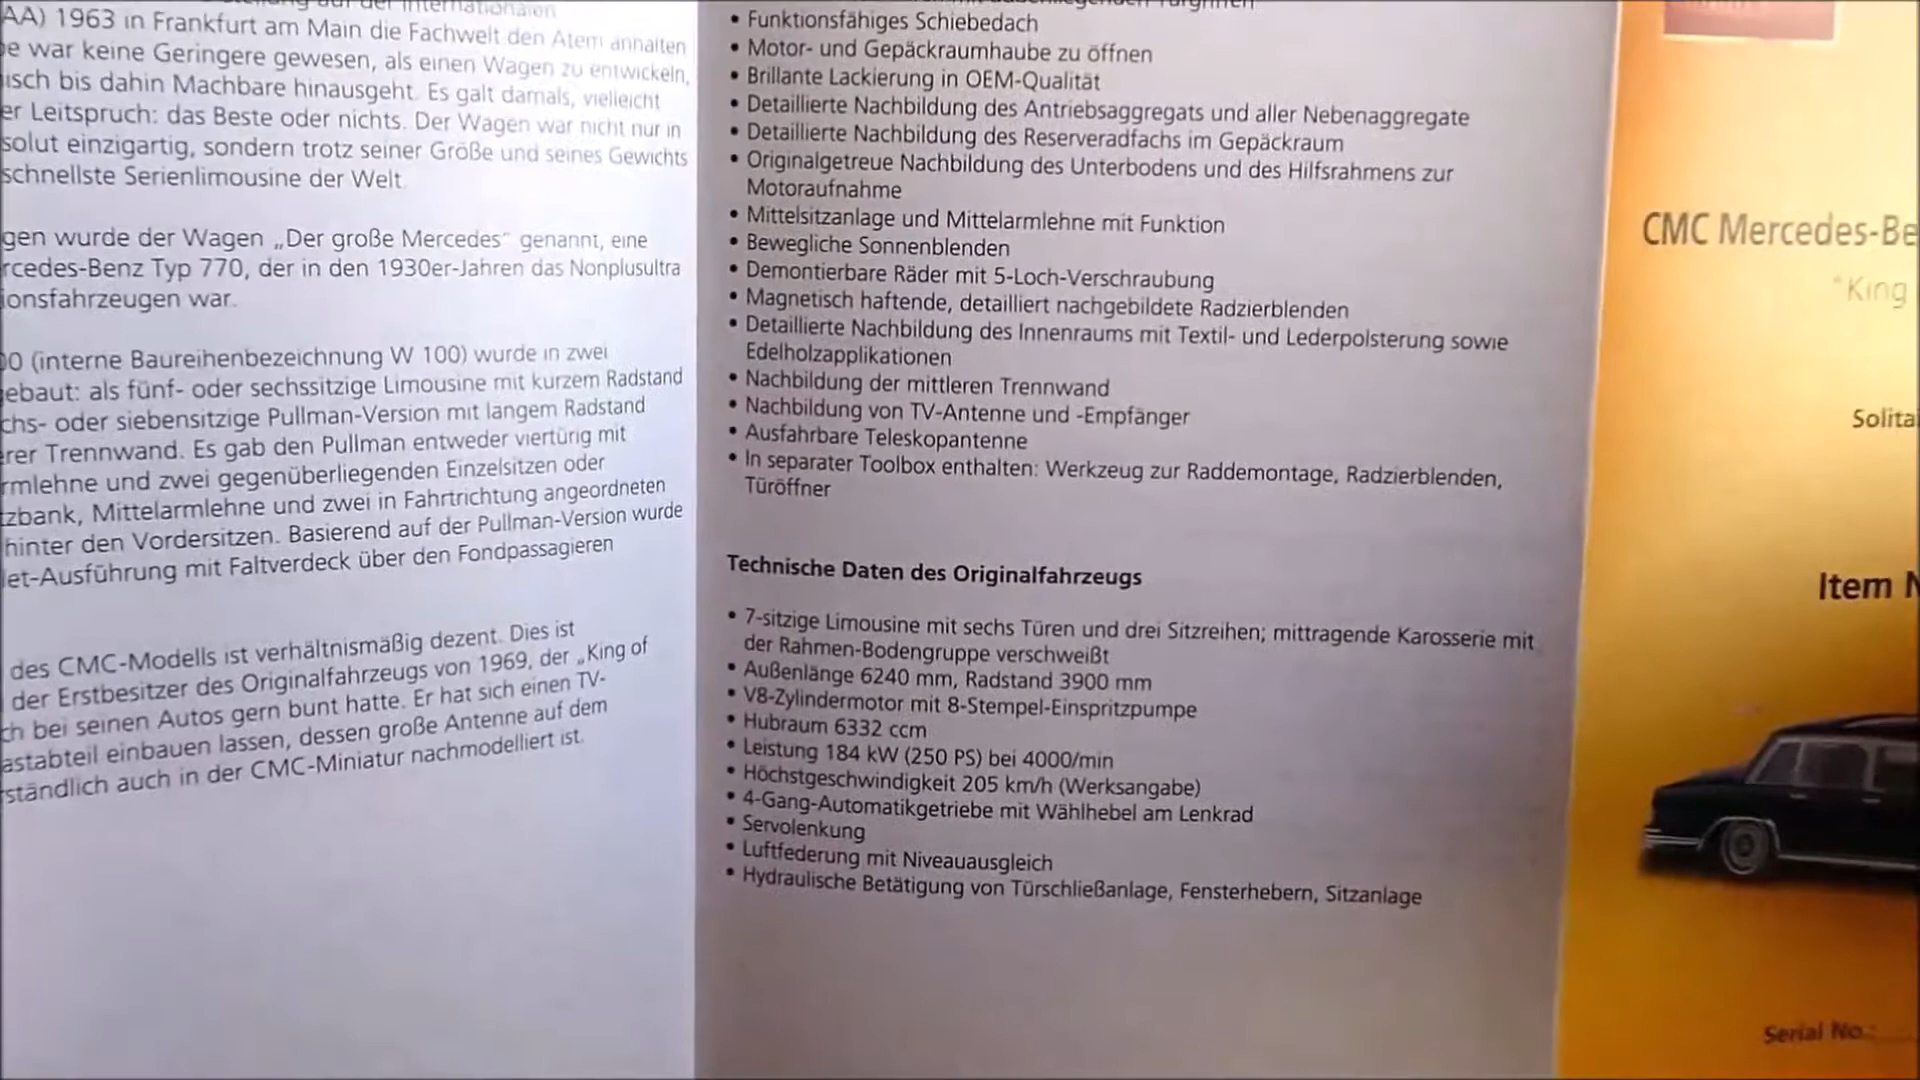 AA) 1963 in Frankfurt am Main die Fachwelt den Atem anhalten
war keine Geringere gewesen, als einen Wagen zu entwickeln,
bis dahin Machbare hinausgeht. Es galt damals, vielleicht
er Leitspruch: das Beste oder nichts. Der Wagen war nicht nur in
solut einzigartig, sondern trotz seiner Größe und seines Gewichts
schnellste Serienlimousine der Welt.
gen wurde der Wagen „Der große Mercedes“ genannt, eine
rcedes-Benz Typ 770, der in den 1930er-Jahren das Nonplusultra
ionsfahrzeugen war.
00 (interne Baureihenbezeichnung W 100) wurde in zwei
ebaut: als fünf- oder sechssitzige Limousine mit kurzem Radstand
chs- oder siebensitzige Pullman-Version mit langem Radstand
erer Trennwand. Es gab den Pullman entweder viertürig mit
rmlehne und zwei gegenüberliegenden Einzelsitzen oder
tzbank, Mittelarmlehne und zwei in Fahrtrichtung angeordneten
hinter den Vordersitzen. Basierend auf der Pullman-Version wurde
let-Ausführung mit Faltverdeck über den Fondpassagieren
des CMC-Modells ist verhältnismäßig dezent. Dies ist
der Erstbesitzer des Originalfahrzeugs von 1969, der „King of
ch bei seinen Autos gern bunt hatte. Er hat sich einen TV-
astabteil einbauen lassen, dessen große Antenne auf dem
rständlich auch in der CMC-Miniatur nachmodelliert ist.
• Funktionsfähiges Schiebedach
• Motor- und Gepäckraumhaube zu öffnen
• Brillante Lackierung in OEM-Qualität
• Detaillierte Nachbildung des Antriebsaggregats und aller Nebenaggregate
• Detaillierte Nachbildung des Reserveradfachs im Gepäckraum
• Originalgetreue Nachbildung des Unterbodens und des Hilfsrahmens zur
Motoraufnahme
• Mittelsitzanlage und Mittelarmlehne mit Funktion
• Bewegliche Sonnenblenden
• Demontierbare Räder mit 5-Loch-Verschraubung
• Magnetisch haftende, detailliert nachgebildete Radzierblenden
• Detaillierte Nachbildung des Innenraums mit Textil- und Lederpolsterung sowie
Edelholzapplikationen
• Nachbildung der mittleren Trennwand
• Nachbildung von TV-Antenne und -Empfänger
• Ausfahrbare Teleskopantenne
• In separater Toolbox enthalten: Werkzeug zur Raddemontage, Radzierblenden,
Türöffner
Technische Daten des Originalfahrzeugs
• 7-sitzige Limousine mit sechs Türen und drei Sitzreihen; mittragende Karosserie mit
der Rahmen-Bodengruppe verschweißt
• Außenlänge 6240 mm, Radstand 3900 mm
• V8-Zylindermotor mit 8-Stempel-Einspritzpumpe
• Hubraum 6332 ccm
• Leistung 184 kW (250 PS) bei 4000/min
• Höchstgeschwindigkeit 205 km/h (Werksangabe)
• 4-Gang-Automatikgetriebe mit Wählhebel am Lenkrad
• Servolenkung
• Luftfederung mit Niveauausgleich
• Hydraulische Betätigung von Türschließanlage, Fensterhebern, Sitzanlage
CMC Mercedes-Be
"King
Solita
Item N
Serial No.: